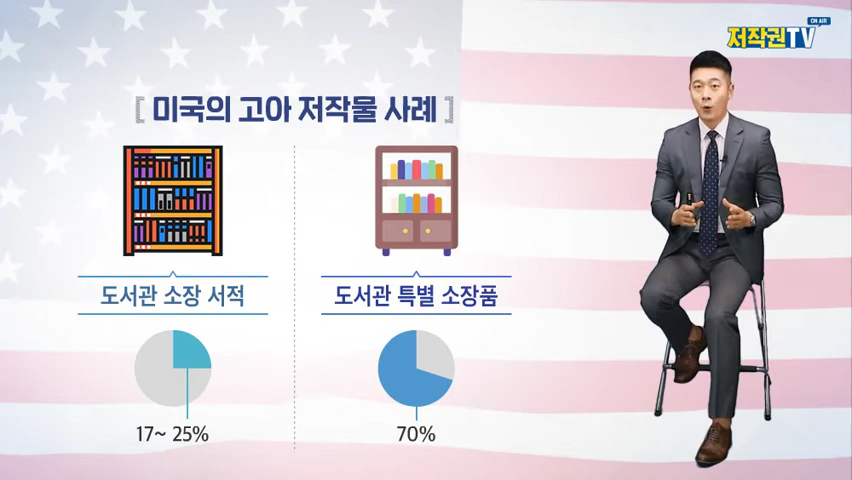 ON AIR
저작권TV
[ 미국의 고아 저작물 사례 ]
도서관 소장 서적
도서관 특별 소장품
17~ 25%
70%